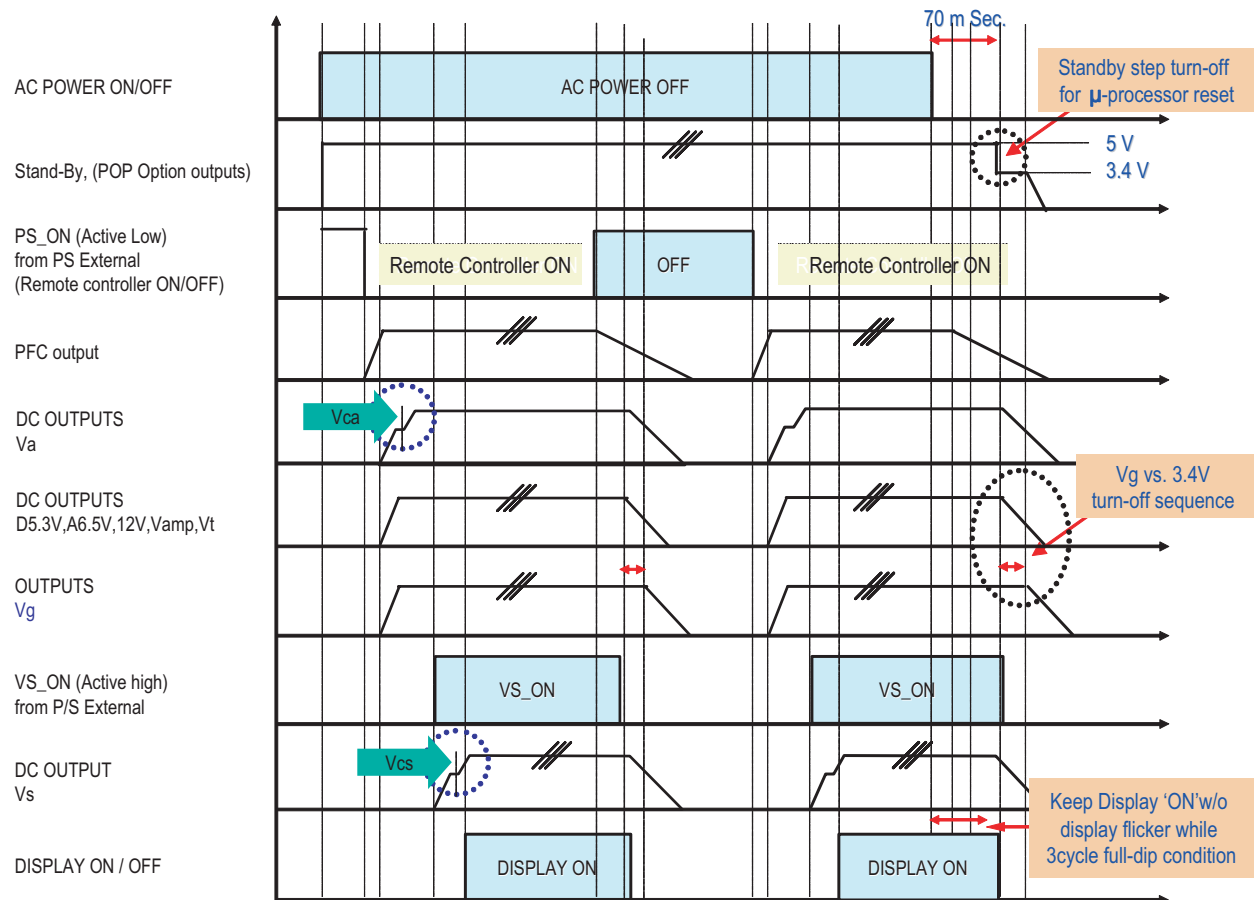 70 m Sec.
AC POWER ON/OFF
AC POWER OFF
Standby step turn-off
for µ-processor reset
Stand-By, (POP Option outputs)
5 V
3.4 V
PS_ON (Active Low)
from PS External
(Remote controller ON/OFF)
Remote Controller ON
OFF
Remote Controller ON
PFC output
DC OUTPUTS
Va
Vca
DC OUTPUTS
D5.3V,A6.5V,12V,Vamp,Vt
Vg vs. 3.4V
turn-off sequence
OUTPUTS
Vg
VS_ON (Active high)
from P/S External
VS_ON
VS_ON
DC OUTPUT
Vs
Vcs
Keep Display ‘ON’w/o
display flicker while
3cycle full-dip condition
DISPLAY ON / OFF
DISPLAY ON
DISPLAY ON